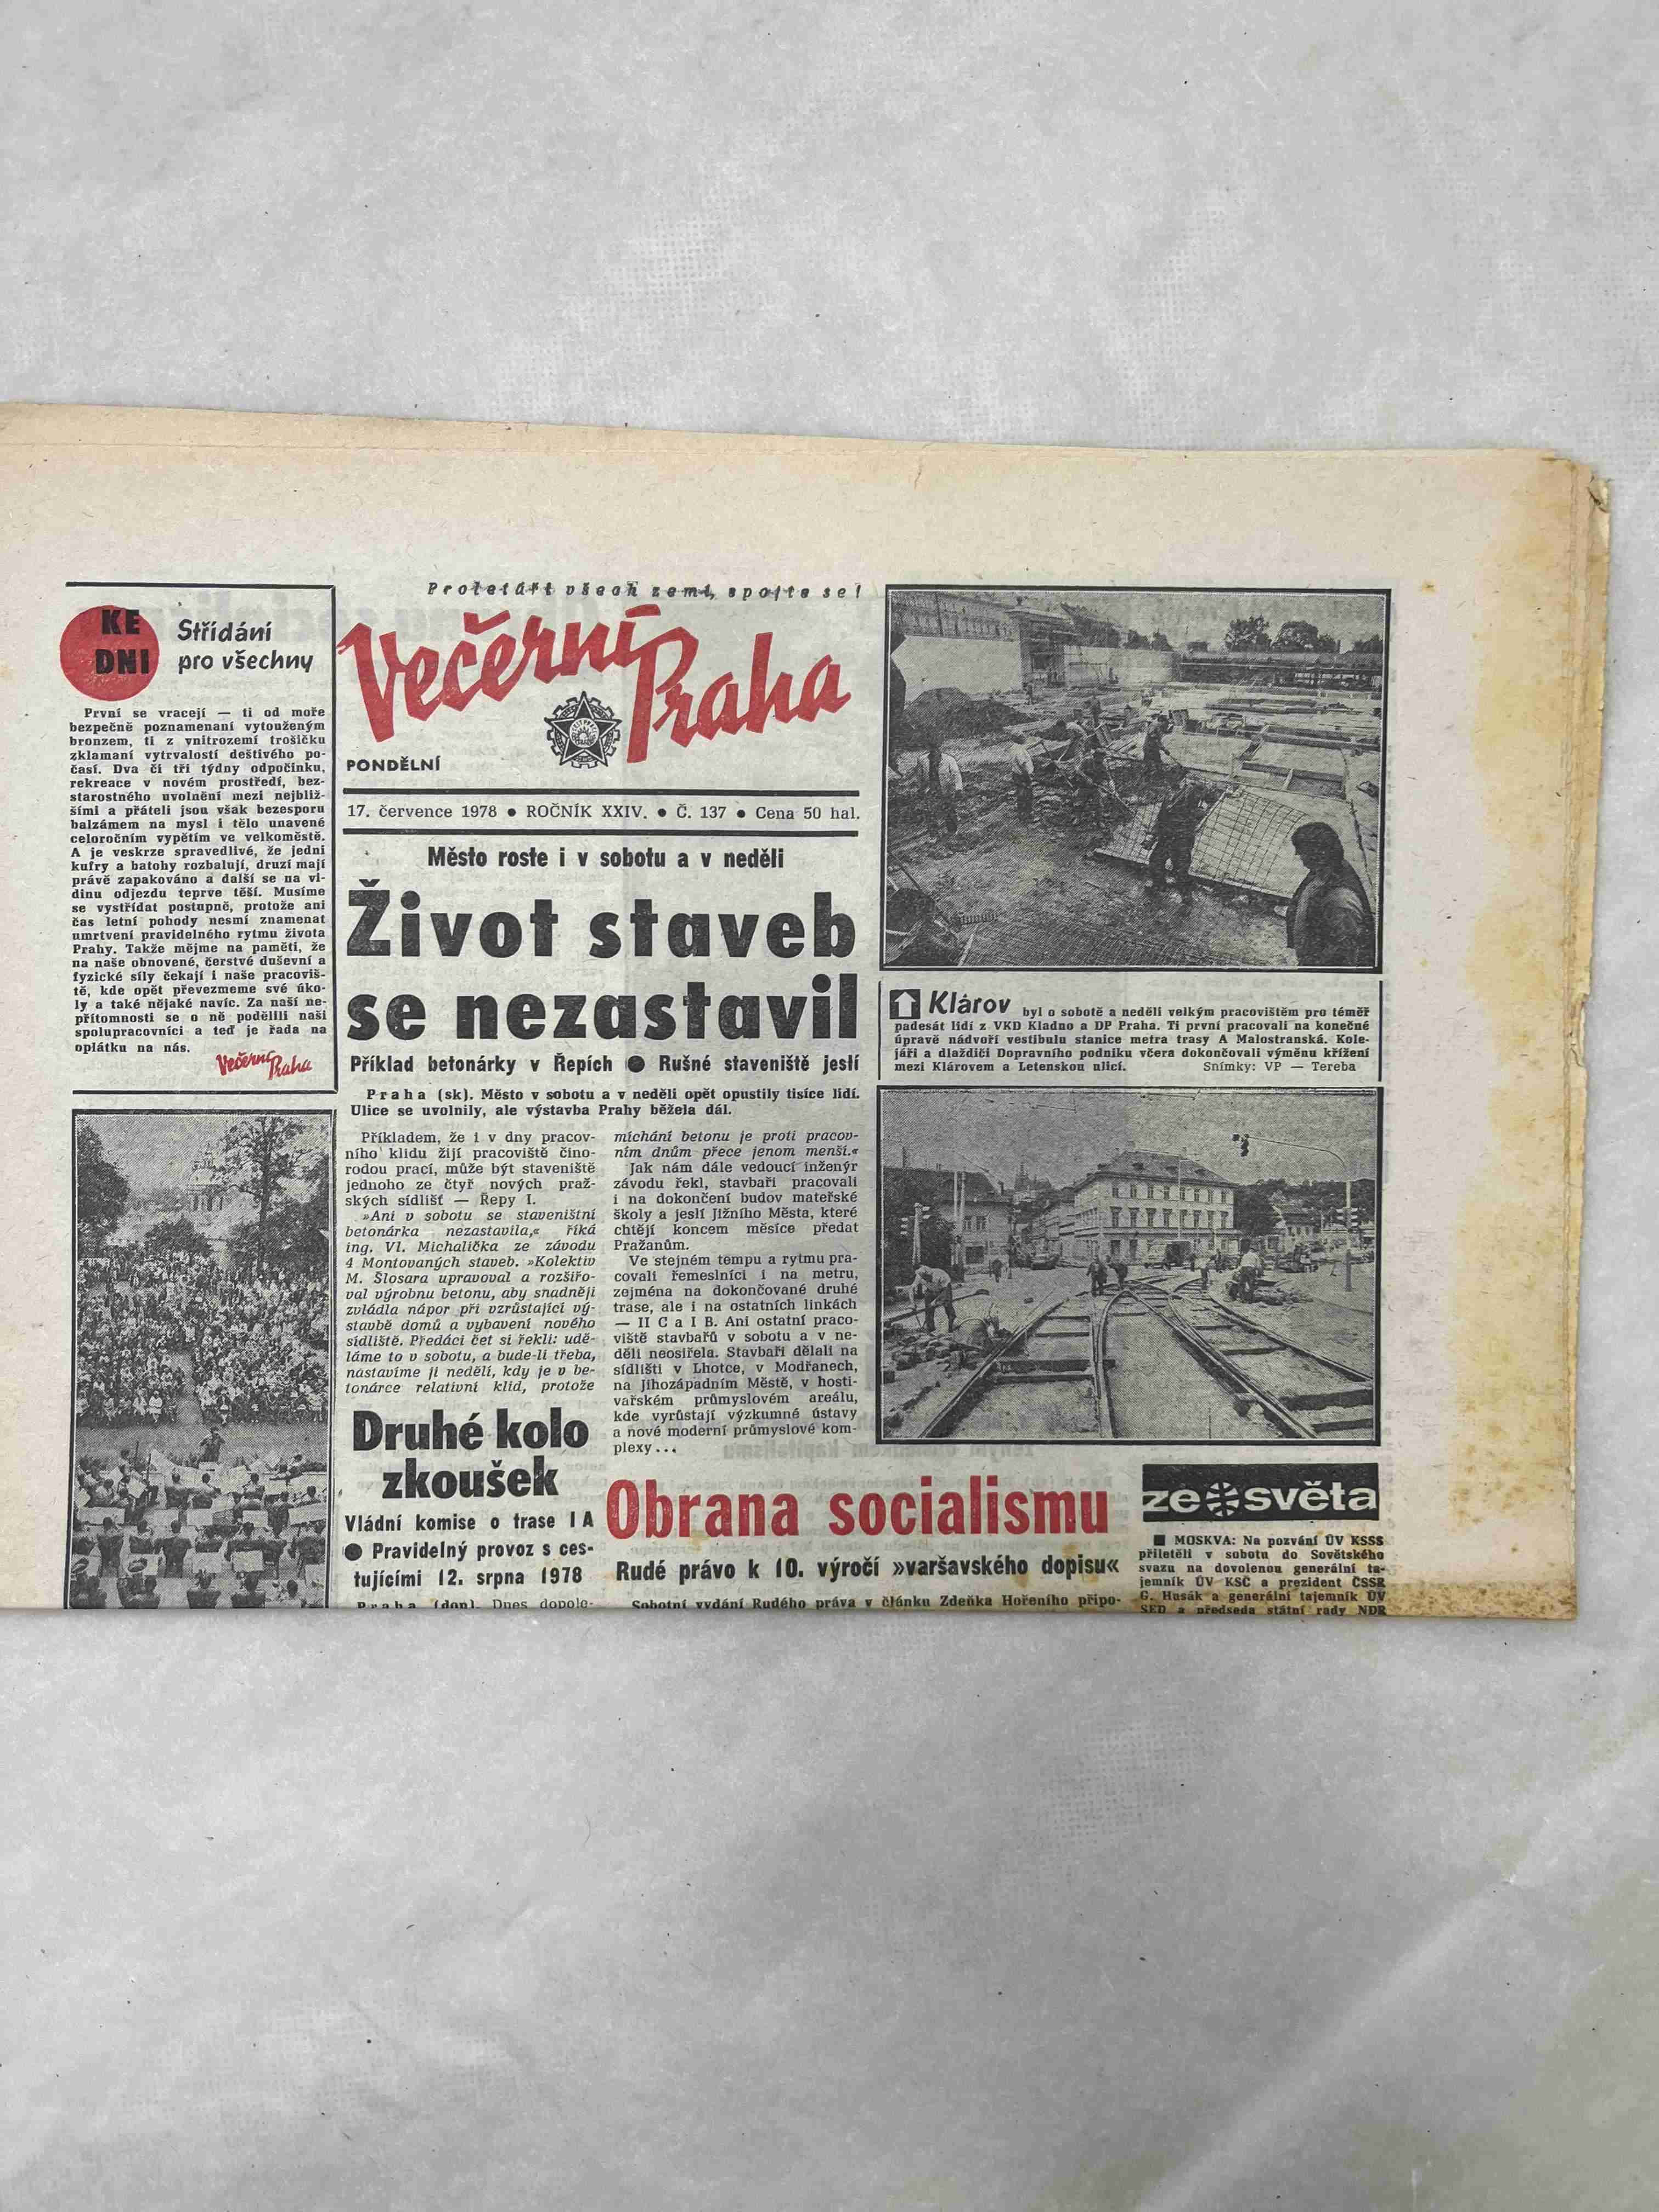 KE
DNI
Střídání
pro všechny
První se vracejí — ti od moře
bezpečně poznamenaní vytouženým
bronzem, ti z vnitrozemí trošičku
zklamaní vytrvalostí deštivého po-
časí. Dva či tři týdny odpočinku,
rekreace v novém prostředí, bez-
starostného uvolnění mezi nejbliž-
šími a přáteli jsou však bezesporu
balzámem na mysl i tělo unavené
celoročním vypětím ve velkoměstě.
A je veskrze spravedlivé, že jedni
kufry a batohy rozbalují, druzí mají
právě zapakováno a další se na vi-
dinu odjezdu teprve těší. Musíme
se vystřídat postupně, protože ani
čas letní pohody nesmí znamenat
umrtvení pravidelného rytmu života
Prahy. Takže mějme na paměti, že
na naše obnovené, čerstvé duševní a
fyzické síly čekají i naše pracoviš-
tě, kde opět převezmeme své úko-
ly a také nějaké navíc. Za naší ne-
přítomnosti se o ně podělili naši
spolupracovníci a teď je řada na
oplátku na nás.
Večerní Praha
Proletáři všech zemí, spojte se!
Večerní
Praha
PONDĚLNÍ
17. července 1978 ● ROČNÍK XXIV. ● Č. 137 ● Cena 50 hal.
Město roste i v sobotu a v neděli
Život staveb
se nezastavil
Příklad betonárky v Řepích ● Rušné staveniště jeslí
Praha (sk). Město v sobotu a v neděli opět opustily tisíce lidí.
Ulice se uvolnily, ale výstavba Prahy běžela dál.
Příkladem, že i v dny pracov-
ního klidu žijí pracoviště čino-
rodou prací, může být staveniště
jednoho ze čtyř nových praž-
ských sídlišť — Řepy I.
»Ani v sobotu se staveništní
betonárka nezastavila,« říká
ing. Vl. Michalička ze závodu
4 Montovaných staveb. »Kolektiv
M. Šlosara upravoval a rozšiřo-
val výrobnu betonu, aby snadněji
zvládla nápor při vzrůstající vý-
stavbě domů a vybavení nového
sídliště. Předáci čet si řekli: udě-
láme to v sobotu, a bude-li třeba,
nastavíme ji nedělí, kdy je v be-
tonárce relativní klid, protože
míchání betonu je proti pracov-
ním dnům přece jenom menší.«
Jak nám dále vedoucí inženýr
závodu řekl, stavbaři pracovali
i na dokončení budov mateřské
školy a jeslí Jižního Města, které
chtějí koncem měsíce předat
Pražanům.
Ve stejném tempu a rytmu pra-
covali řemeslníci i na metru,
zejména na dokončované druhé
trase, ale i na ostatních linkách
— II C a I B. Ani ostatní praco-
viště stavbařů v sobotu a v ne-
děli neosiřela. Stavbaři dělali na
sídlišti v Lhotce, v Modřanech,
na Jihozápadním Městě, v hosti-
vařském průmyslovém areálu,
kde vyrůstají výzkumné ústavy
a nové moderní průmyslové kom-
plexy...
Klárov byl o sobotě a neděli velkým pracovištěm pro téměř
padesát lidí z VKD Kladno a DP Praha. Ti první pracovali na konečné
úpravě nádvoří vestibulu stanice metra trasy A Malostranská. Kole-
jáři a dlaždiči Dopravního podniku včera dokončovali výměnu křížení
mezi Klárovem a Letenskou ulicí. Snímky: VP — Tereba
Druhé kolo
zkoušek
Vládní komise o trase I A
● Pravidelný provoz s ces-
tujícími 12. srpna 1978
Praha (don). Dnes dopole-
Obrana socialismu
Rudé právo k 10. výročí »varšavského dopisu«
Sobotní vydání Rudého práva v článku Zdeňka Hořeního připo-
ze světa
■ MOSKVA: Na pozvání ÚV KSSS
přiletěli v sobotu do Sovětského
svazu na dovolenou generální ta-
jemník ÚV KSČ a prezident ČSSR
G. Husák a generální tajemník ÚV
SED a předseda státní rady NDR